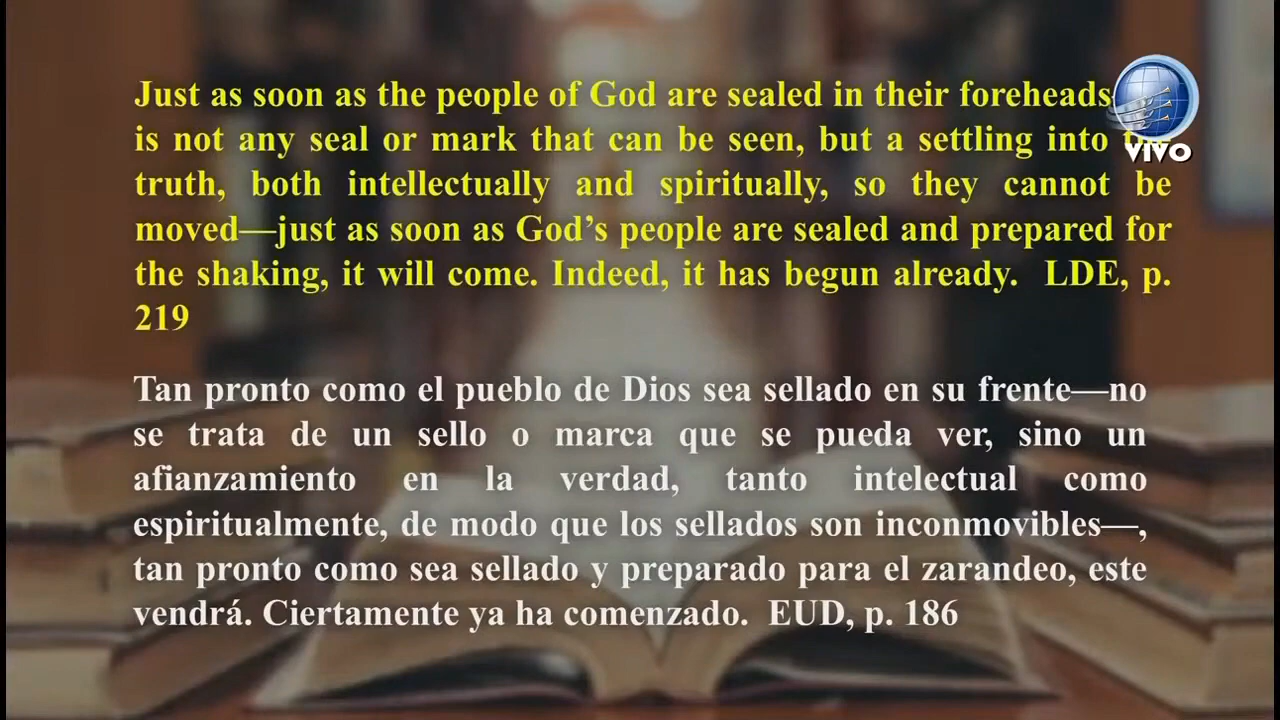 Just as soon as the people of God are sealed in their foreheads
is not any seal or mark that can be seen, but a settling into
truth, both intellectually and spiritually, so they cannot be
moved—just as soon as God's people are sealed and prepared for
the shaking, it will come. Indeed, it has begun already. LDE, p.
219
Tan pronto como el pueblo de Dios sea sellado en su frente—no
se trata de un sello o marca que se pueda ver, sino un
afianzamiento en la verdad, tanto intelectual como
espiritualmente, de modo que los sellados son inconmovibles—,
tan pronto como sea sellado y preparado para el zarandeo, este
vendrá. Ciertamente ya ha comenzado. EUD, p. 186
VIVO